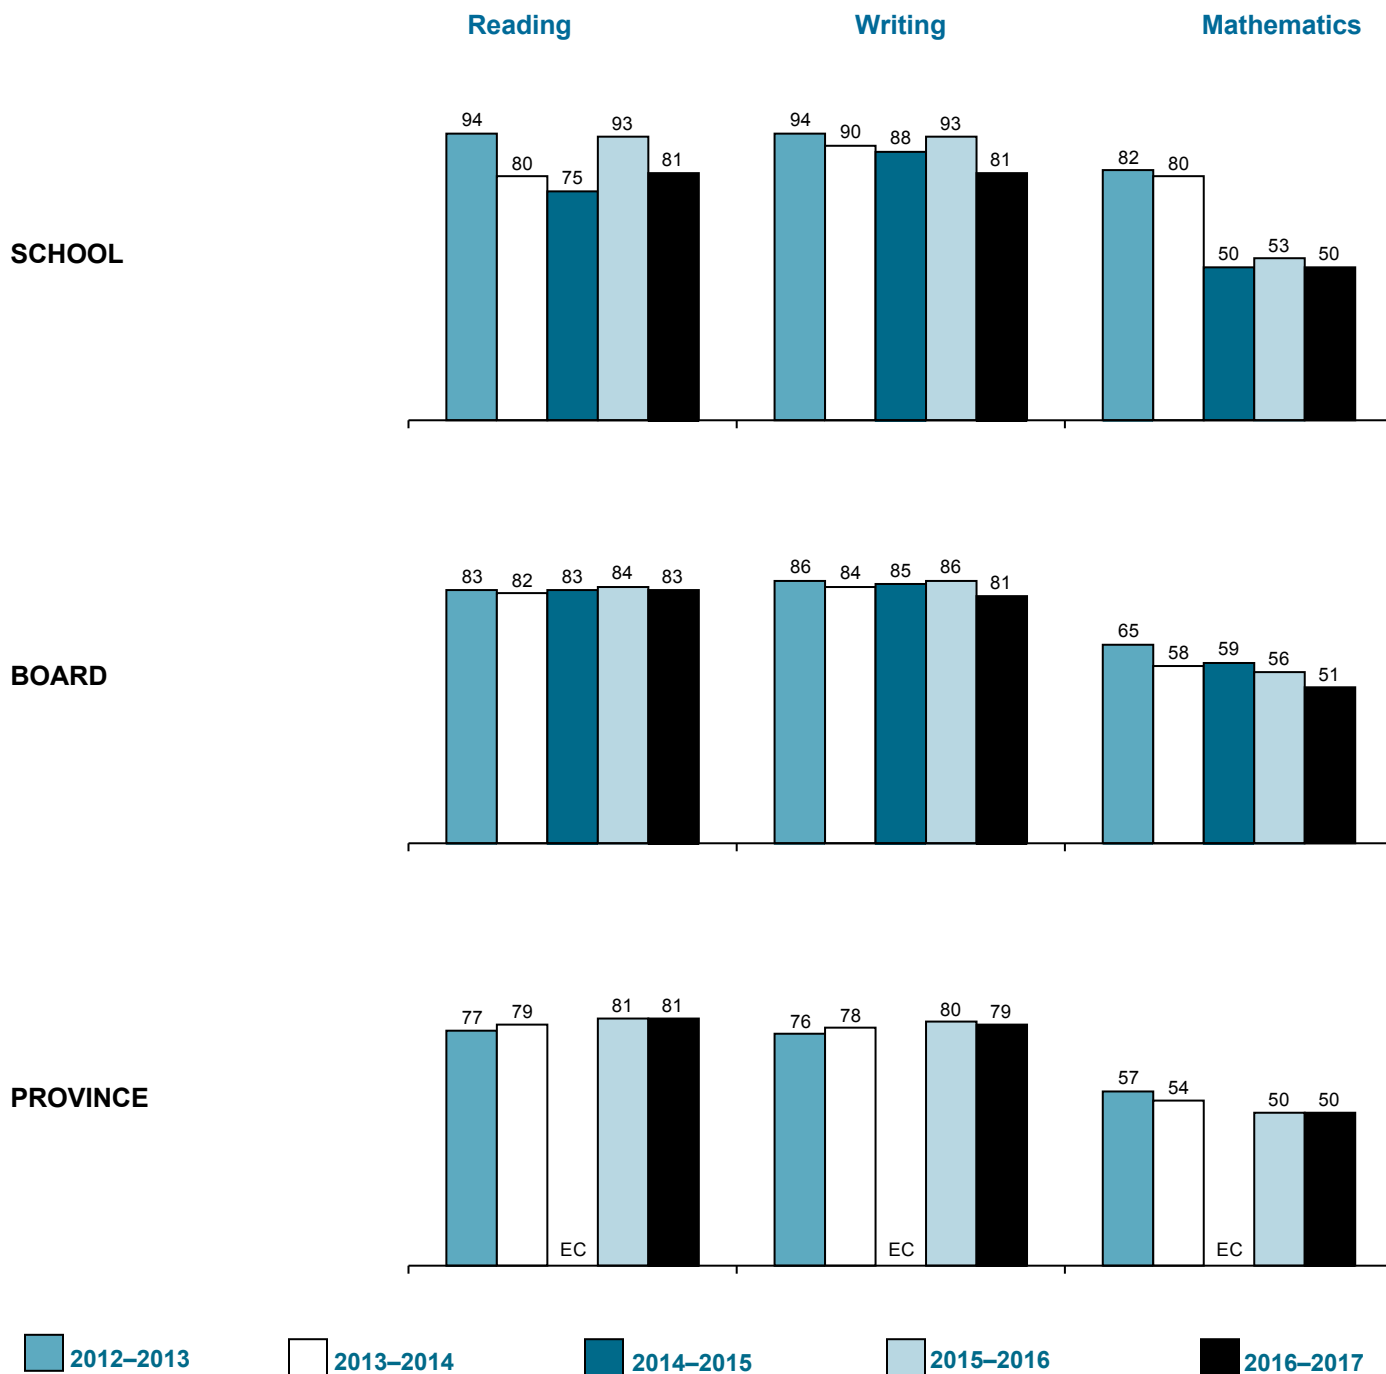 Reading Writing Mathematics
94 80 75 93 81 94 90 88 93 81 82 80 50 53 50
SCHOOL
83 82 83 84 83 86 84 85 86 81 65 58 59 56 51
BOARD
77 79 EC 81 81 76 78 EC 80 79 57 54 EC 50 50
PROVINCE
2012–2013 2013–2014 2014–2015 2015–2016 2016–2017